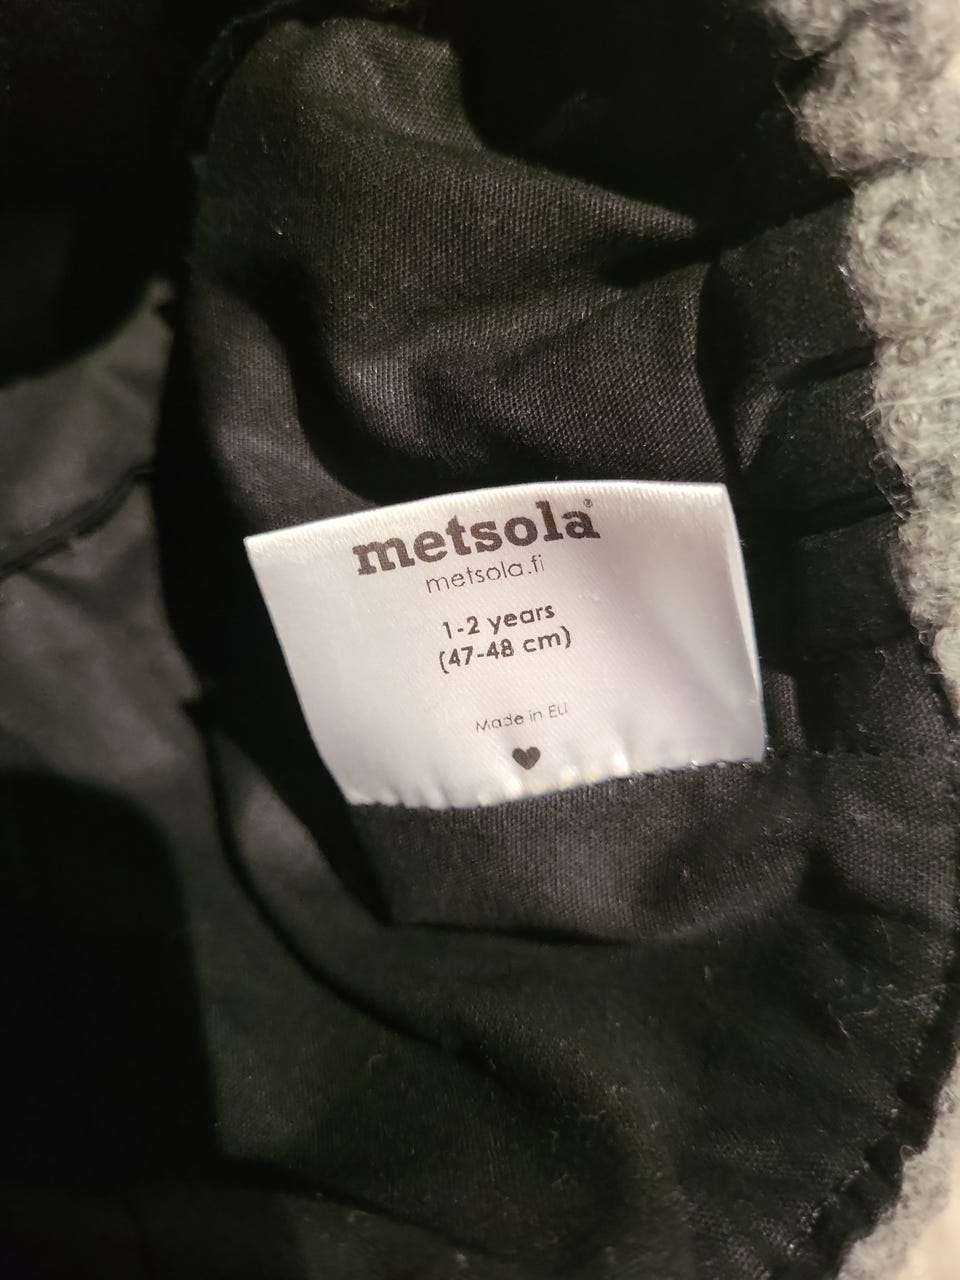 metsola®
metsola.fi
1-2 years
(47-48 cm)
Made in EU